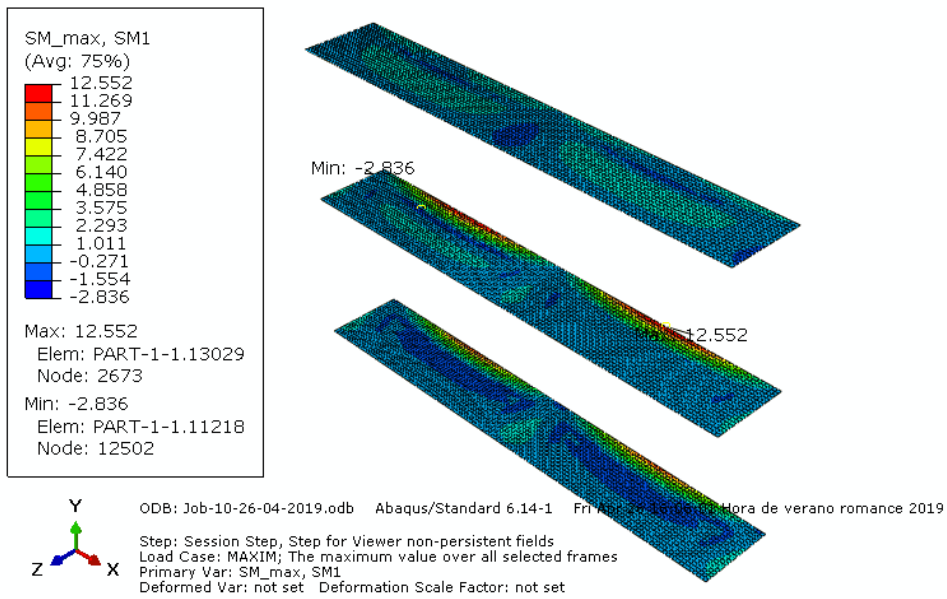 SM_max, SM1
(Avg: 75%)
12.552
11.269
9.987
8.705
7.422
6.140
4.858
3.575
2.293
1.011
-0.271
-1.554
-2.836
Max: 12.552
Elem: PART-1-1.13029
Node: 2673
Min: -2.836
Elem: PART-1-1.11218
Node: 12502
Min: -2.836
Max: 12.552
ODB: Job-10-26-04-2019.odb Abaqus/Standard 6.14-1 Fri Apr Hora de verano romance 2019
Step: Session Step, Step for Viewer non-persistent fields
Load Case: MAXIM; The maximum value over all selected frames
Primary Var: SM_max, SM1
Deformed Var: not set Deformation Scale Factor: not set
Y
Z
X